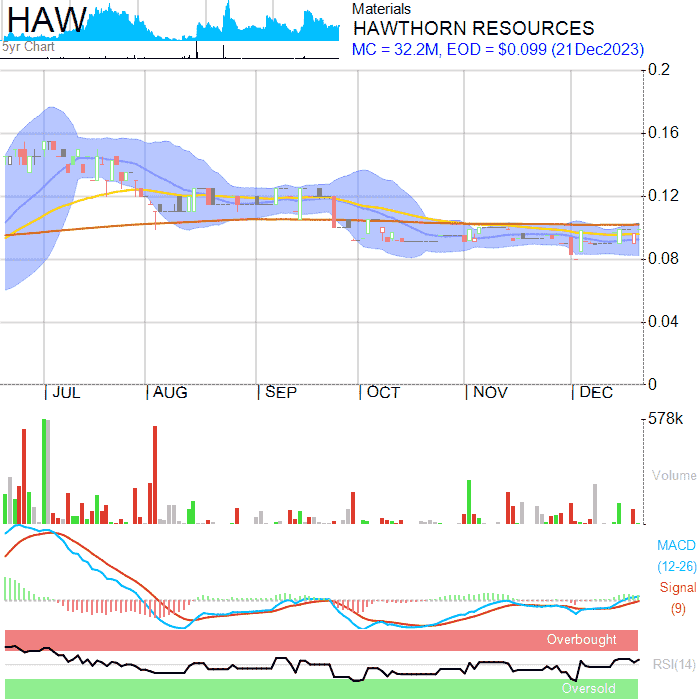 HAW
5yr Chart
Materials
HAWTHORN RESOURCES
MC = 32.2M, EOD = $0.099 (21Dec2023)
0.2
0.16
0.12
0.08
0.04
0
JUL AUG SEP OCT NOV DEC
578k
Volume
MACD
(12-26)
Signal
(9)
Overbought
RSI(14)
Oversold